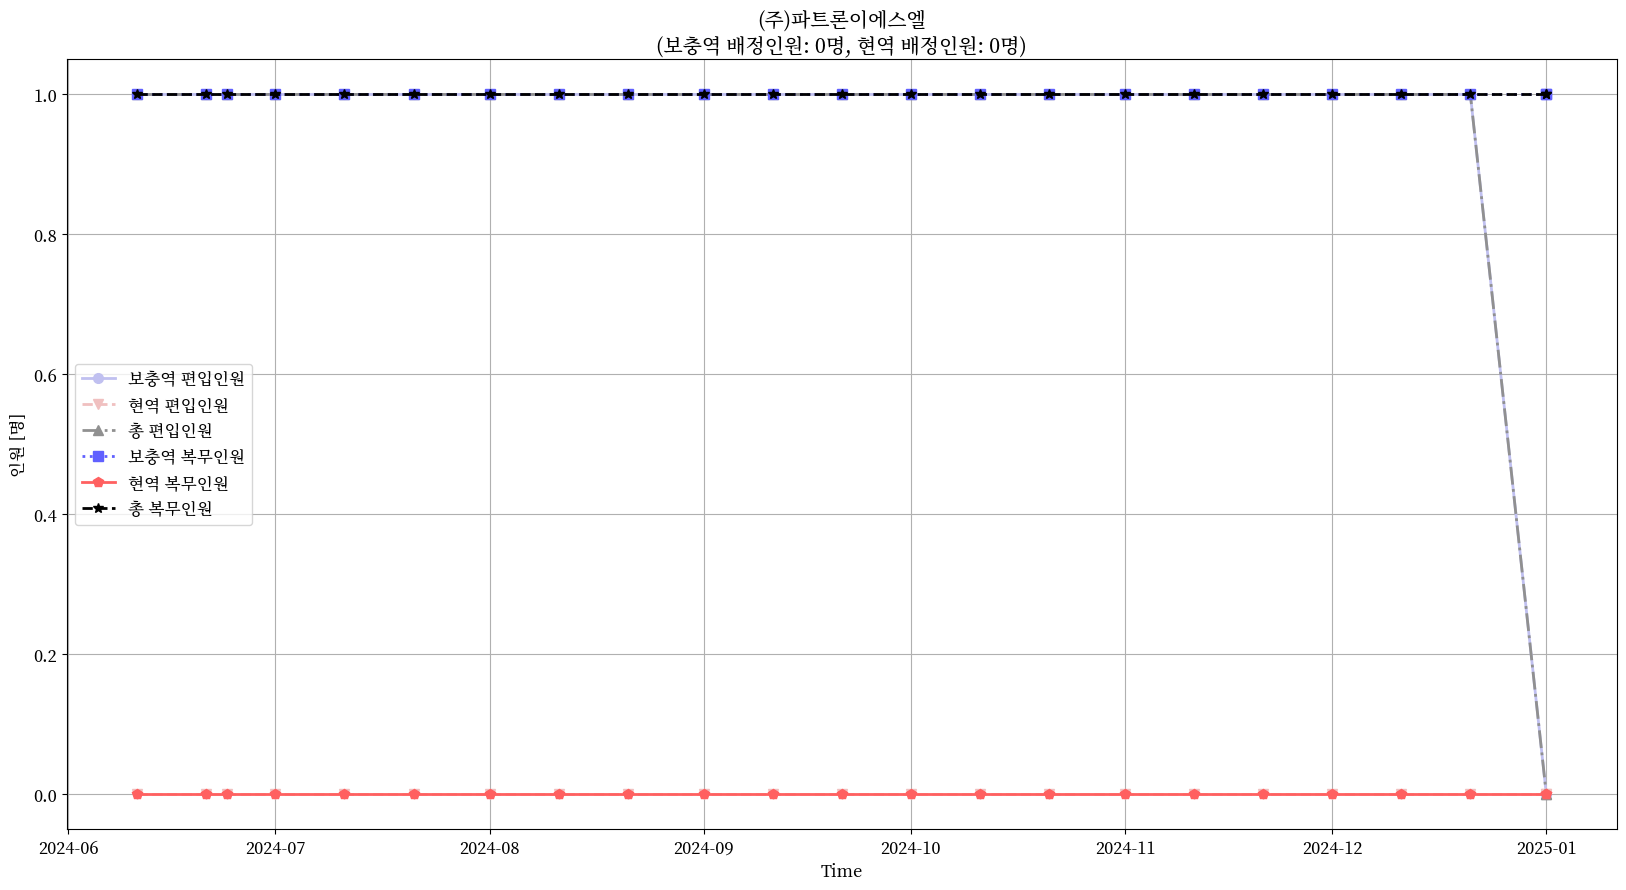 (주)파트론이에스엘
(보충역 배정인원: 0명, 현역 배정인원: 0명)
인원 [명]
1.0
0.8
0.6
0.4
0.2
0.0
보충역 편입인원
현역 편입인원
총 편입인원
보충역 복무인원
현역 복무인원
총 복무인원
2024-06 2024-07 2024-08 2024-09 2024-10 2024-11 2024-12 2025-01
Time